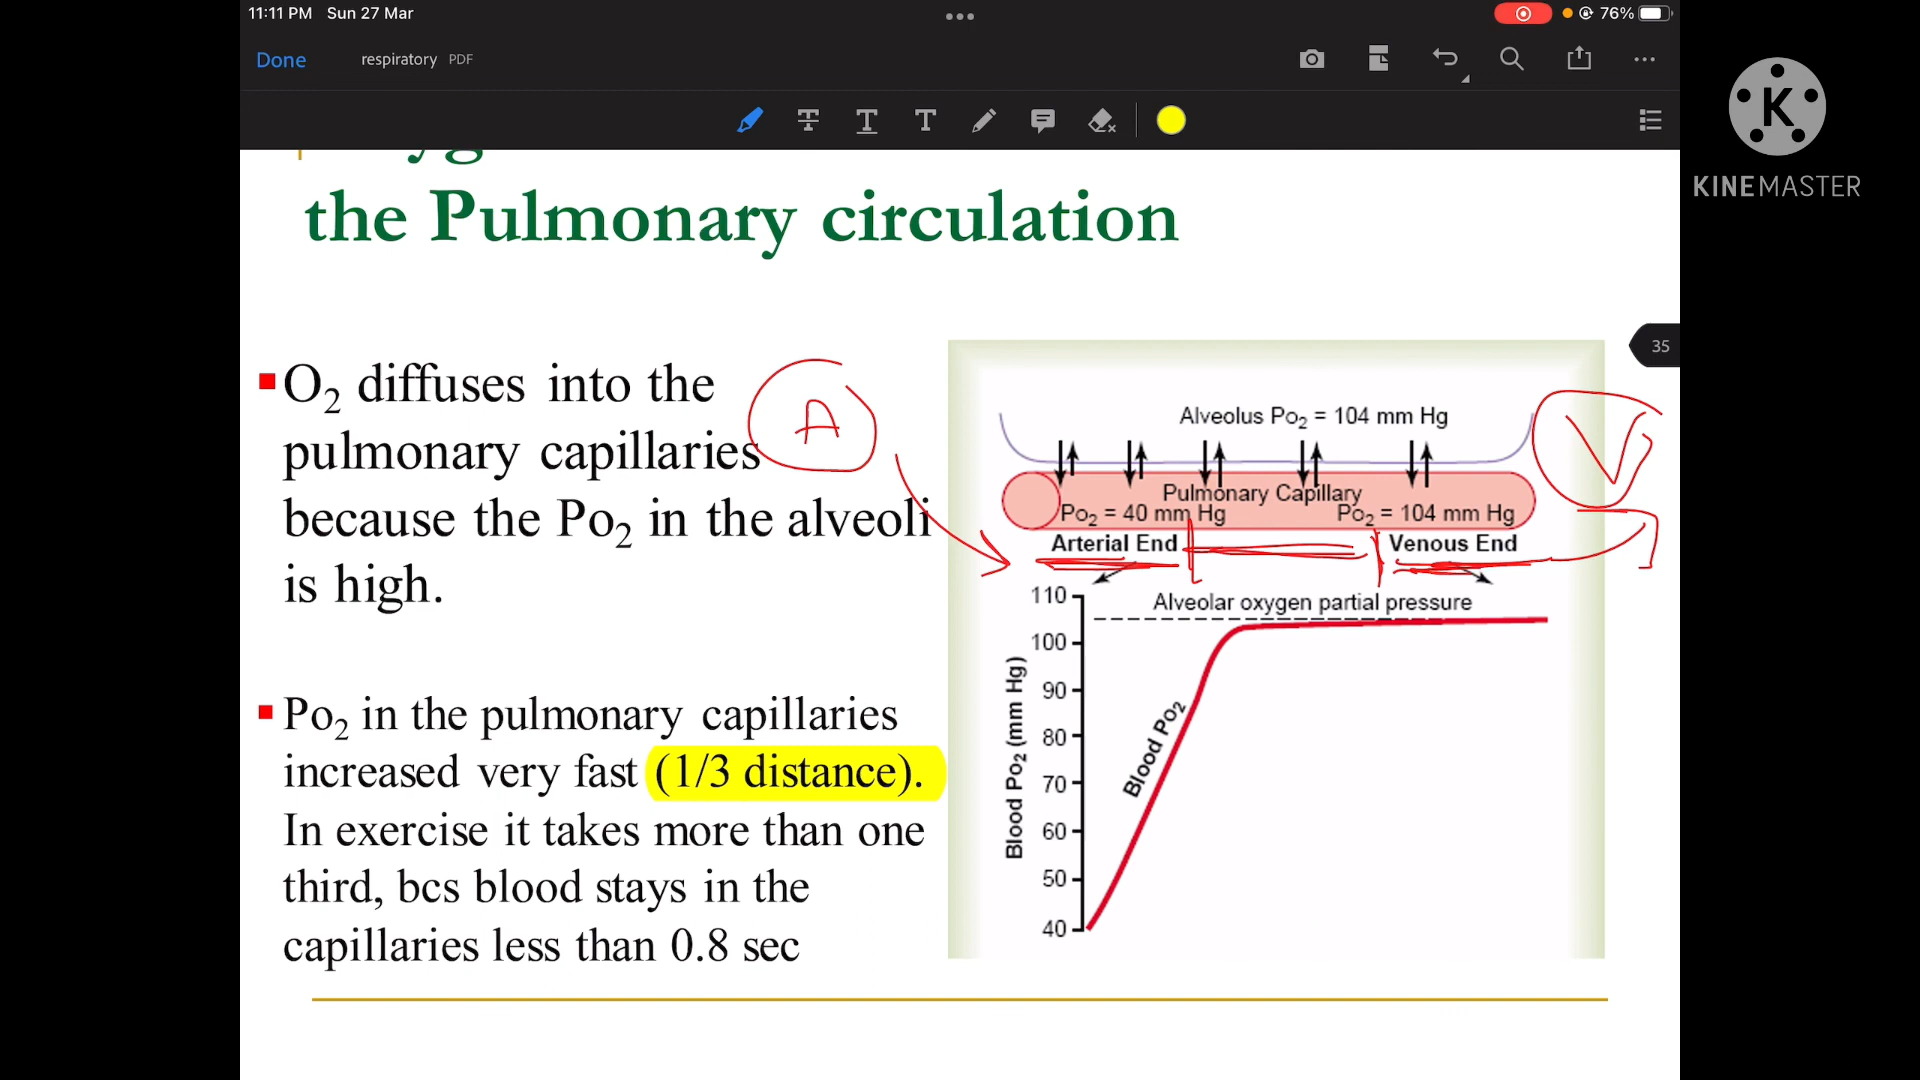 11:11 PM Sun 27 Mar
76%
Done
respiratory PDF
KINEMASTER
the Pulmonary circulation
35
O2 diffuses into the
pulmonary capillaries
because the Po2 in the alveoli
is high.
A
V
Alveolus Po2 = 104 mm Hg
Pulmonary Capillary
Po2 = 40 mm Hg
Po2 = 104 mm Hg
Arterial End
Venous End
Po2 in the pulmonary capillaries
increased very fast (1/3 distance).
In exercise it takes more than one
third, bcs blood stays in the
capillaries less than 0.8 sec
Alveolar oxygen partial pressure
Blood Po2 (mm Hg)
110
100
90
80
70
60
50
40
Blood Po2